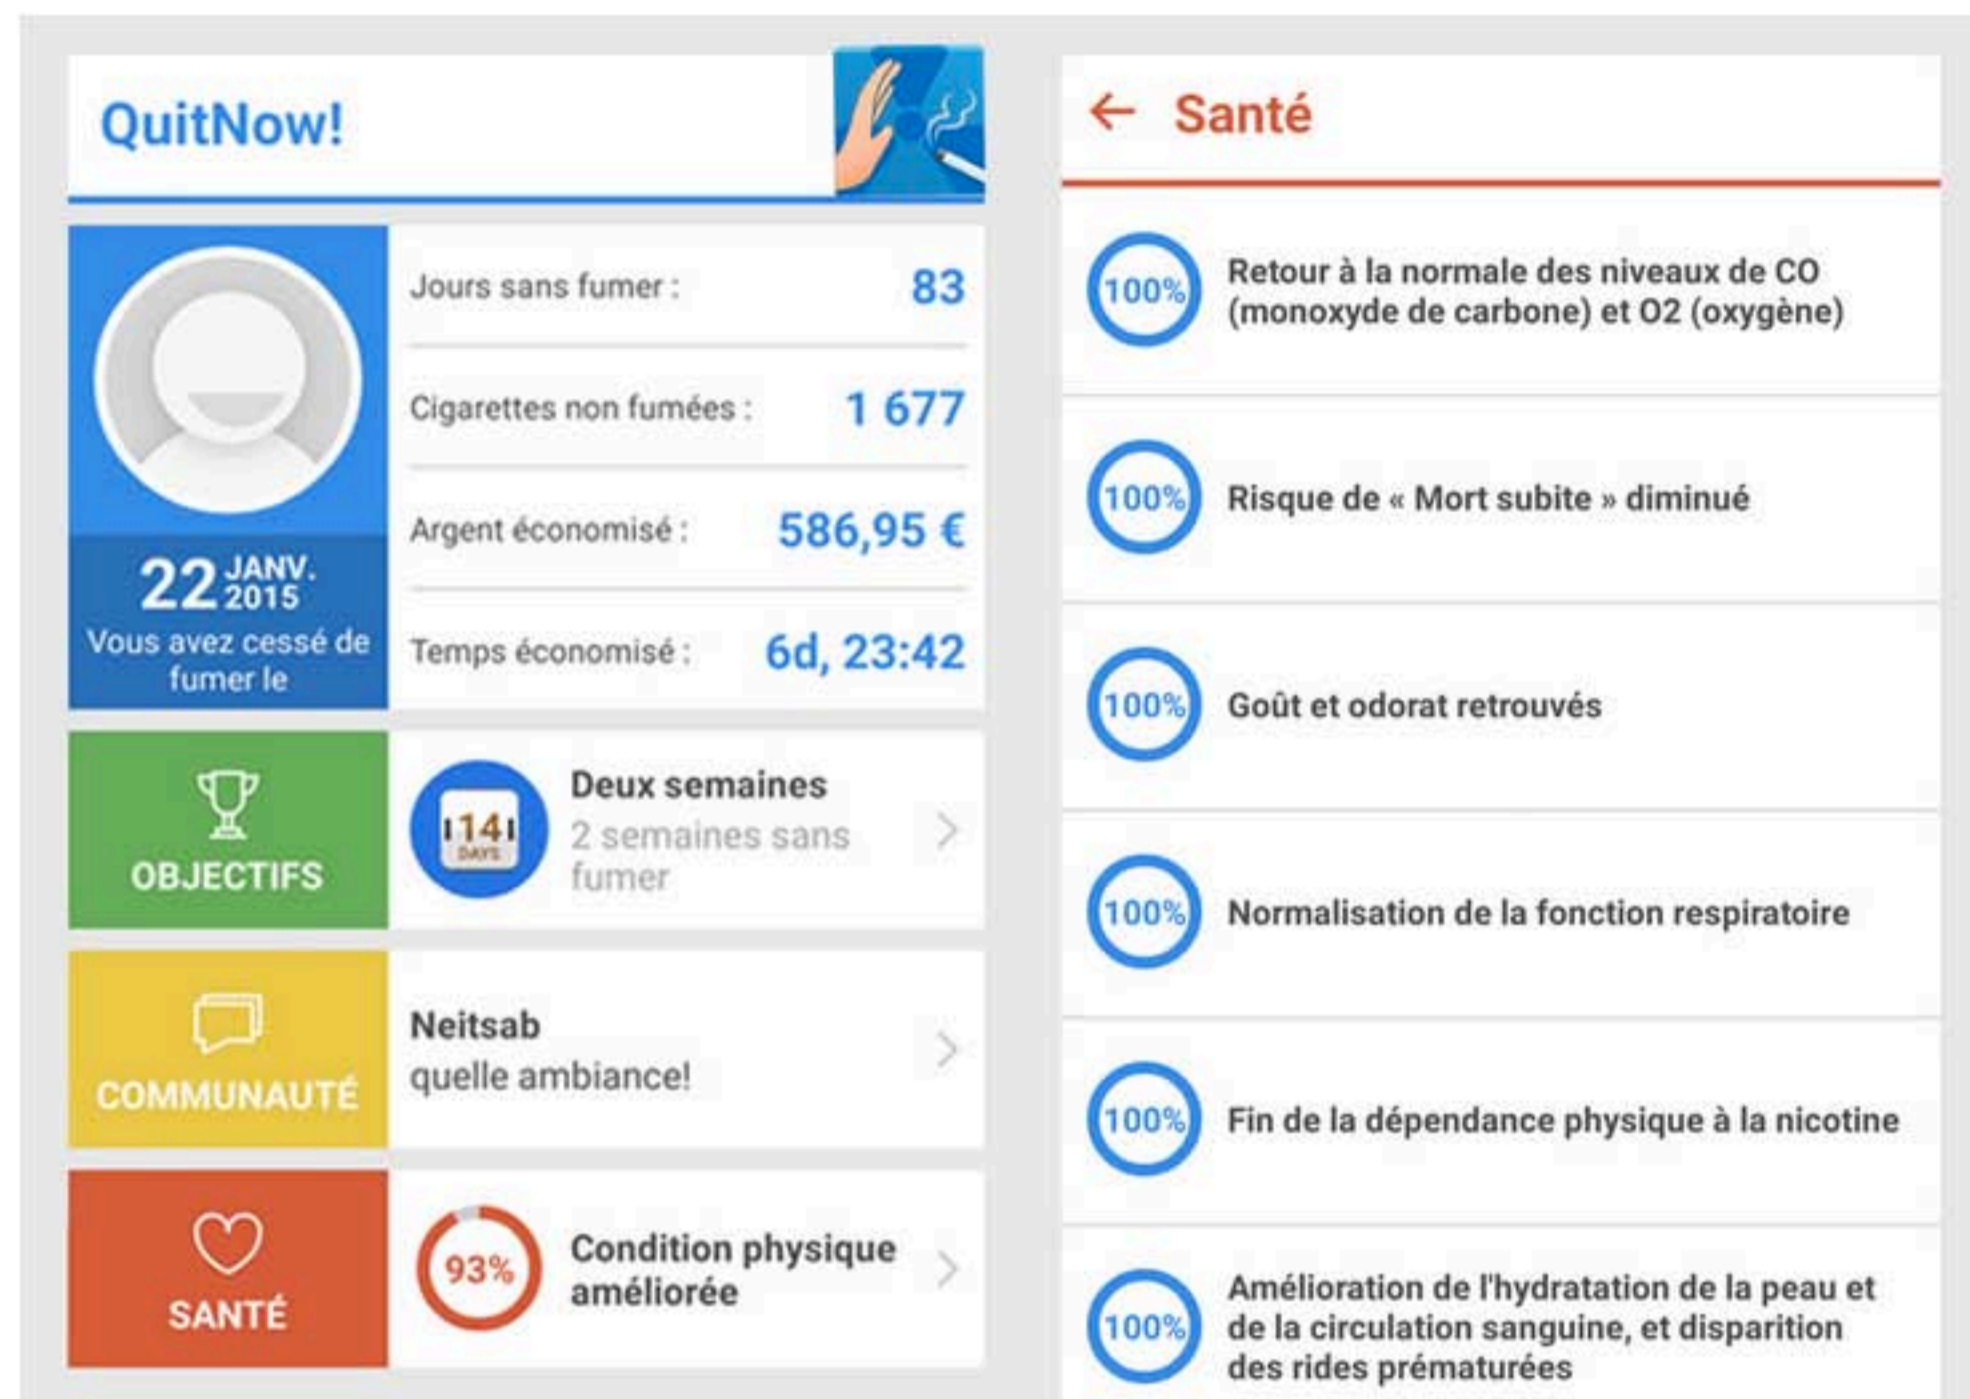 QuitNow!
Jours sans fumer : 83
Cigarettes non fumées : 1 677
Argent économisé : 586,95 €
Temps économisé : 6d, 23:42
22 JANV. 2015
Vous avez cessé de
fumer le
OBJECTIFS
14
DAYS
Deux semaines
2 semaines sans
fumer
COMMUNAUTÉ
Neitsab
quelle ambiance!
SANTÉ
93%
Condition physique
améliorée
← Santé
100%
Retour à la normale des niveaux de CO
(monoxyde de carbone) et O2 (oxygène)
100%
Risque de « Mort subite » diminué
100%
Goût et odorat retrouvés
100%
Normalisation de la fonction respiratoire
100%
Fin de la dépendance physique à la nicotine
100%
Amélioration de l'hydratation de la peau et
de la circulation sanguine, et disparition
des rides prématurées